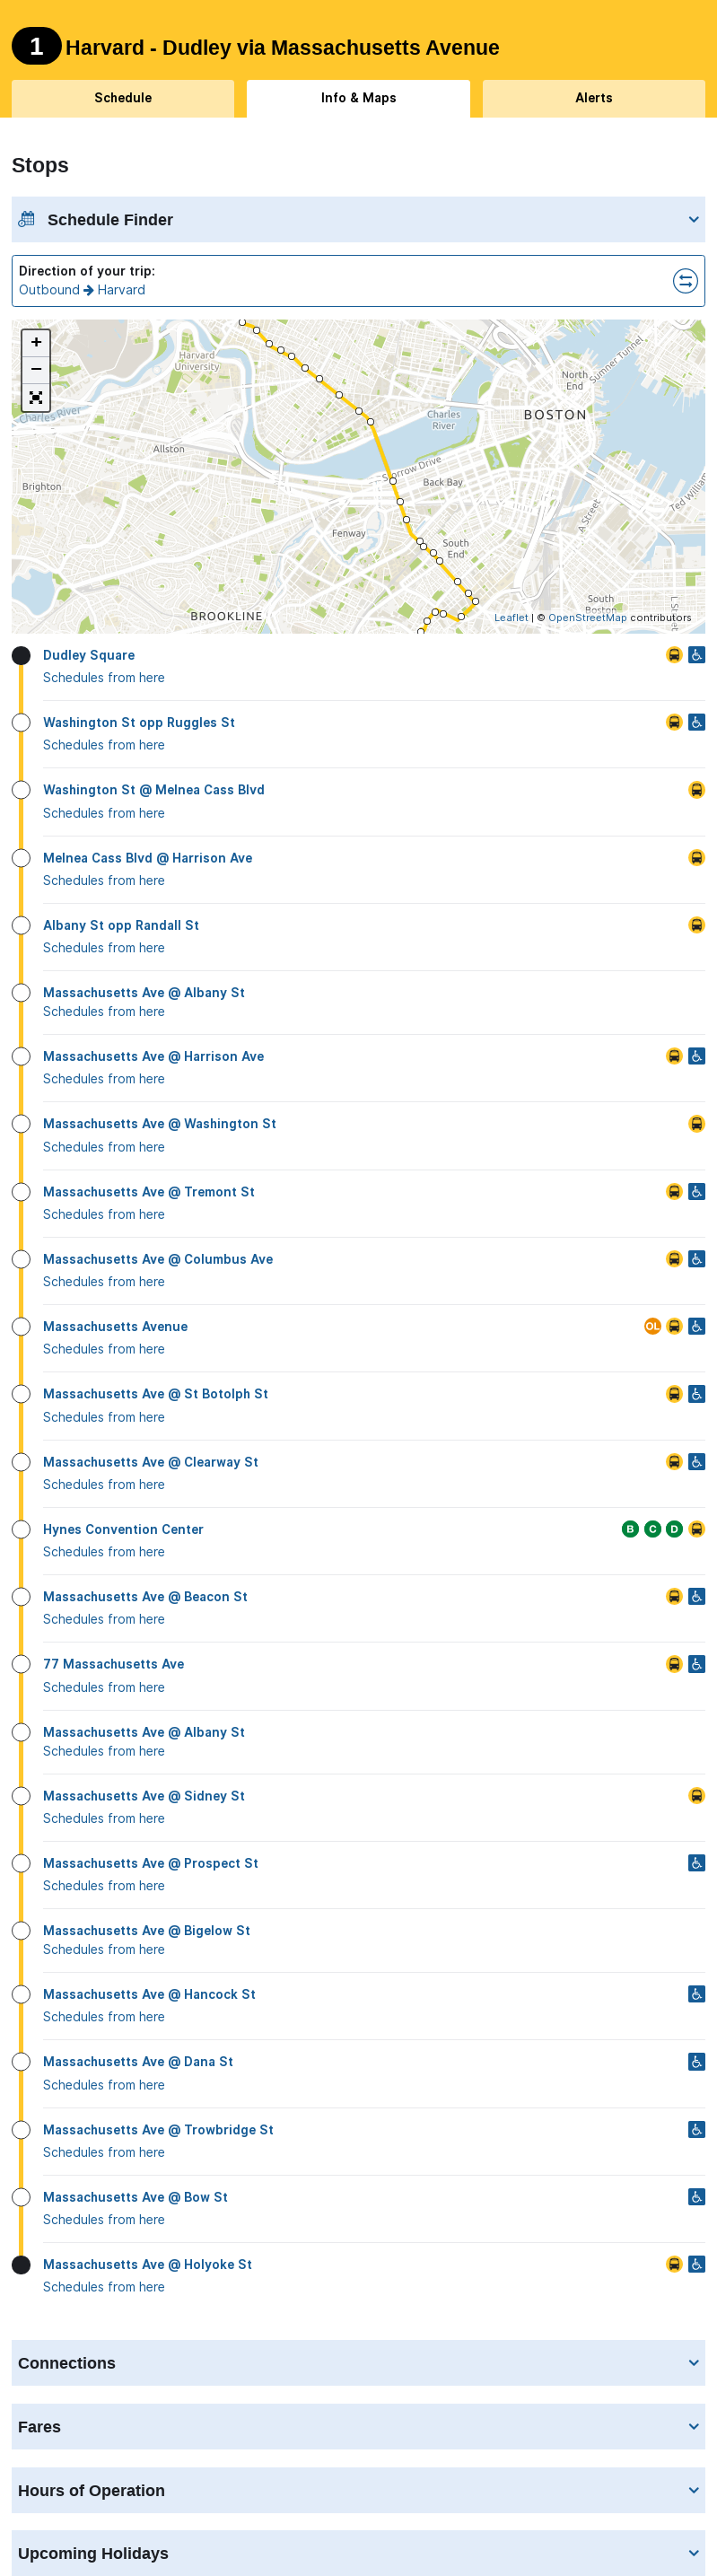 1 Harvard - Dudley via Massachusetts Avenue
Schedule
Info & Maps
Alerts
Stops
Schedule Finder
Direction of your trip:
Outbound → Harvard
+
−
Harvard
University
Charles River
Allston
Brighton
BROOKLINE
Fenway
Charles
River
Storrow Drive
Back Bay
South
End
North
End
BOSTON
Sumner Tunnel
A Street
Ted William
South
Boston
Leaflet | © OpenStreetMap contributors
Dudley Square
Schedules from here
Washington St opp Ruggles St
Schedules from here
Washington St @ Melnea Cass Blvd
Schedules from here
Melnea Cass Blvd @ Harrison Ave
Schedules from here
Albany St opp Randall St
Schedules from here
Massachusetts Ave @ Albany St
Schedules from here
Massachusetts Ave @ Harrison Ave
Schedules from here
Massachusetts Ave @ Washington St
Schedules from here
Massachusetts Ave @ Tremont St
Schedules from here
Massachusetts Ave @ Columbus Ave
Schedules from here
Massachusetts Avenue OL
Schedules from here
Massachusetts Ave @ St Botolph St
Schedules from here
Massachusetts Ave @ Clearway St
Schedules from here
Hynes Convention Center B C D
Schedules from here
Massachusetts Ave @ Beacon St
Schedules from here
77 Massachusetts Ave
Schedules from here
Massachusetts Ave @ Albany St
Schedules from here
Massachusetts Ave @ Sidney St
Schedules from here
Massachusetts Ave @ Prospect St
Schedules from here
Massachusetts Ave @ Bigelow St
Schedules from here
Massachusetts Ave @ Hancock St
Schedules from here
Massachusetts Ave @ Dana St
Schedules from here
Massachusetts Ave @ Trowbridge St
Schedules from here
Massachusetts Ave @ Bow St
Schedules from here
Massachusetts Ave @ Holyoke St
Schedules from here
Connections
Fares
Hours of Operation
Upcoming Holidays